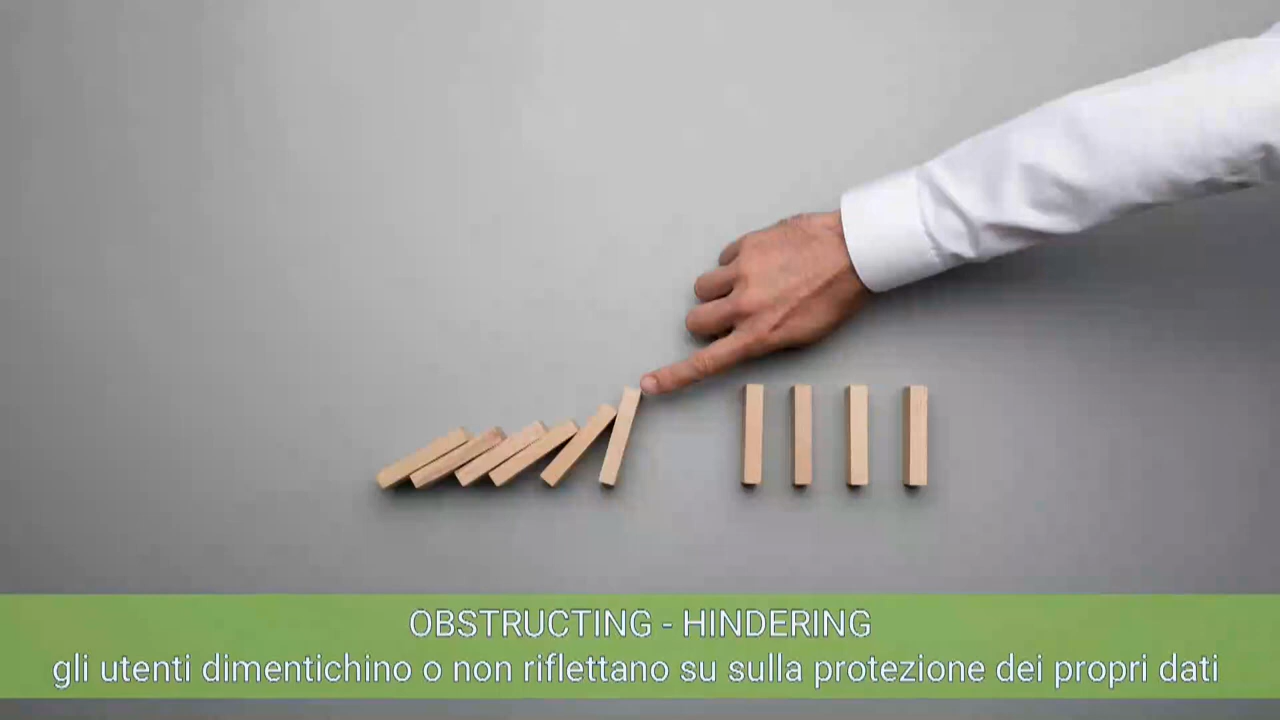 OBSTRUCTING - HINDERING
gli utenti dimentichino o non riflettano su sulla protezione dei propri dati